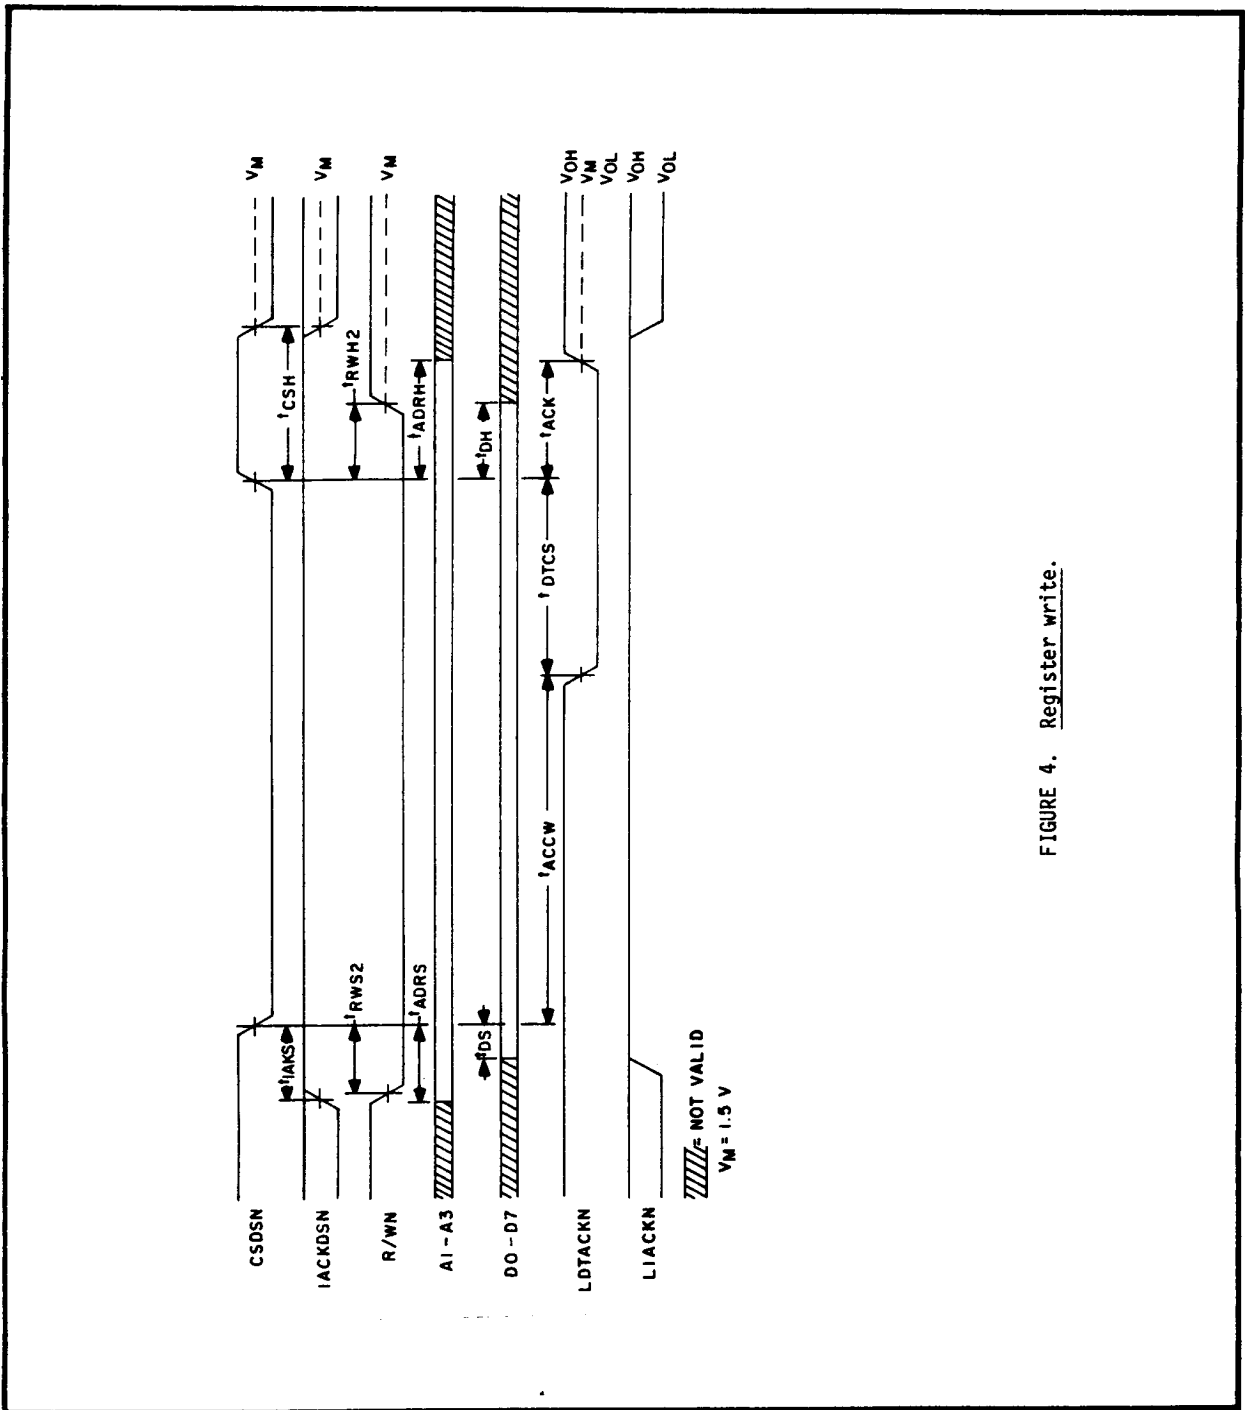 CSDSN
tIAKS
tCSH
VM
IACKDSN
VM
tRWS2
tRWH2
R/WN
VM
tADRS
tADRH
A1-A3
tDS
tDH
D0-D7
tACCW
tDTCS
tACK
LDTACKN
VOH
VM
VOL
LIACKN
VOH
VOL
= NOT VALID
VM = 1.5 V
FIGURE 4. Register write.